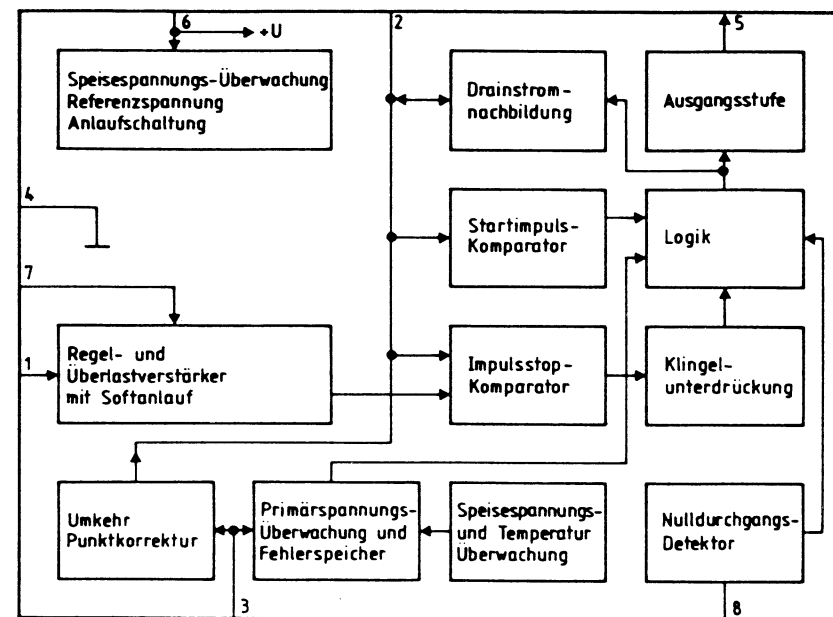 6
+U
2
5
Speisespannungs-Überwachung
Referenzspannung
Anlaufschaltung
Drainstrom-
nachbildung
Ausgangsstufe
4
Startimpuls-
Komparator
Logik
7
1
Regel- und
Überlastverstärker
mit Softanlauf
Impulsstop-
Komparator
Klingel-
unterdrückung
Umkehr
Punktkorrektur
Primärspannungs-
Überwachung und
Fehlerspeicher
Speisespannungs-
und Temperatur
Überwachung
Nulldurchgangs-
Detektor
3
8